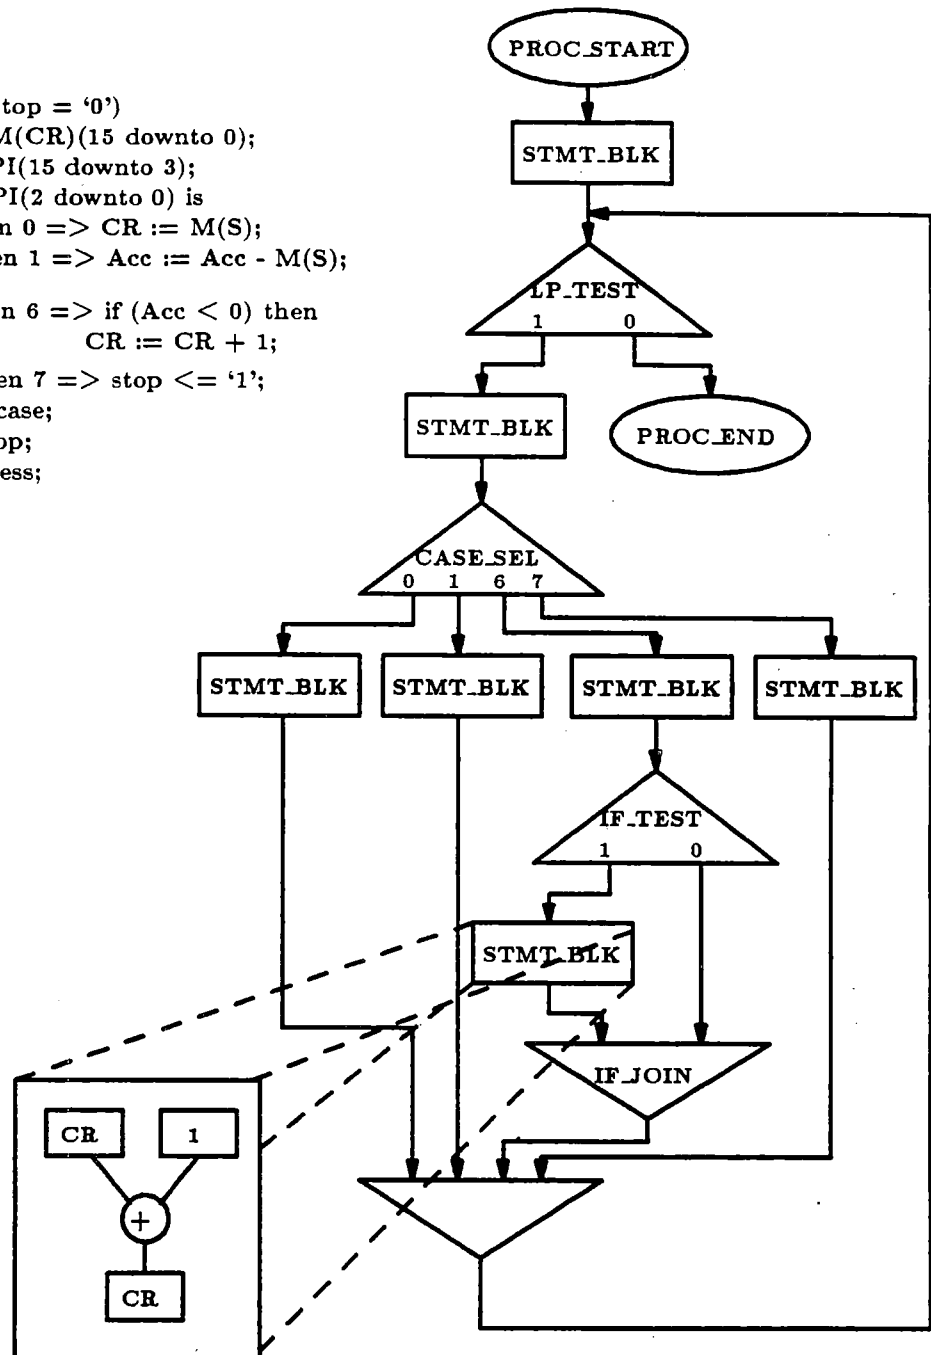 top = ‘0’)
M(CR)(15 downto 0);
PI(15 downto 3);
PI(2 downto 0) is
n 0 => CR := M(S);
en 1 => Acc := Acc - M(S);
n 6 => if (Acc < 0) then
CR := CR + 1;
en 7 => stop <= ‘1’;
case;
op;
ess;
PROC_START
STMT_BLK
LP_TEST
1 0
STMT_BLK
PROC_END
CASE_SEL
0 1 6 7
STMT_BLK STMT_BLK STMT_BLK STMT_BLK
IF_TEST
1 0
STMT_BLK
IF_JOIN
CR 1
+
CR